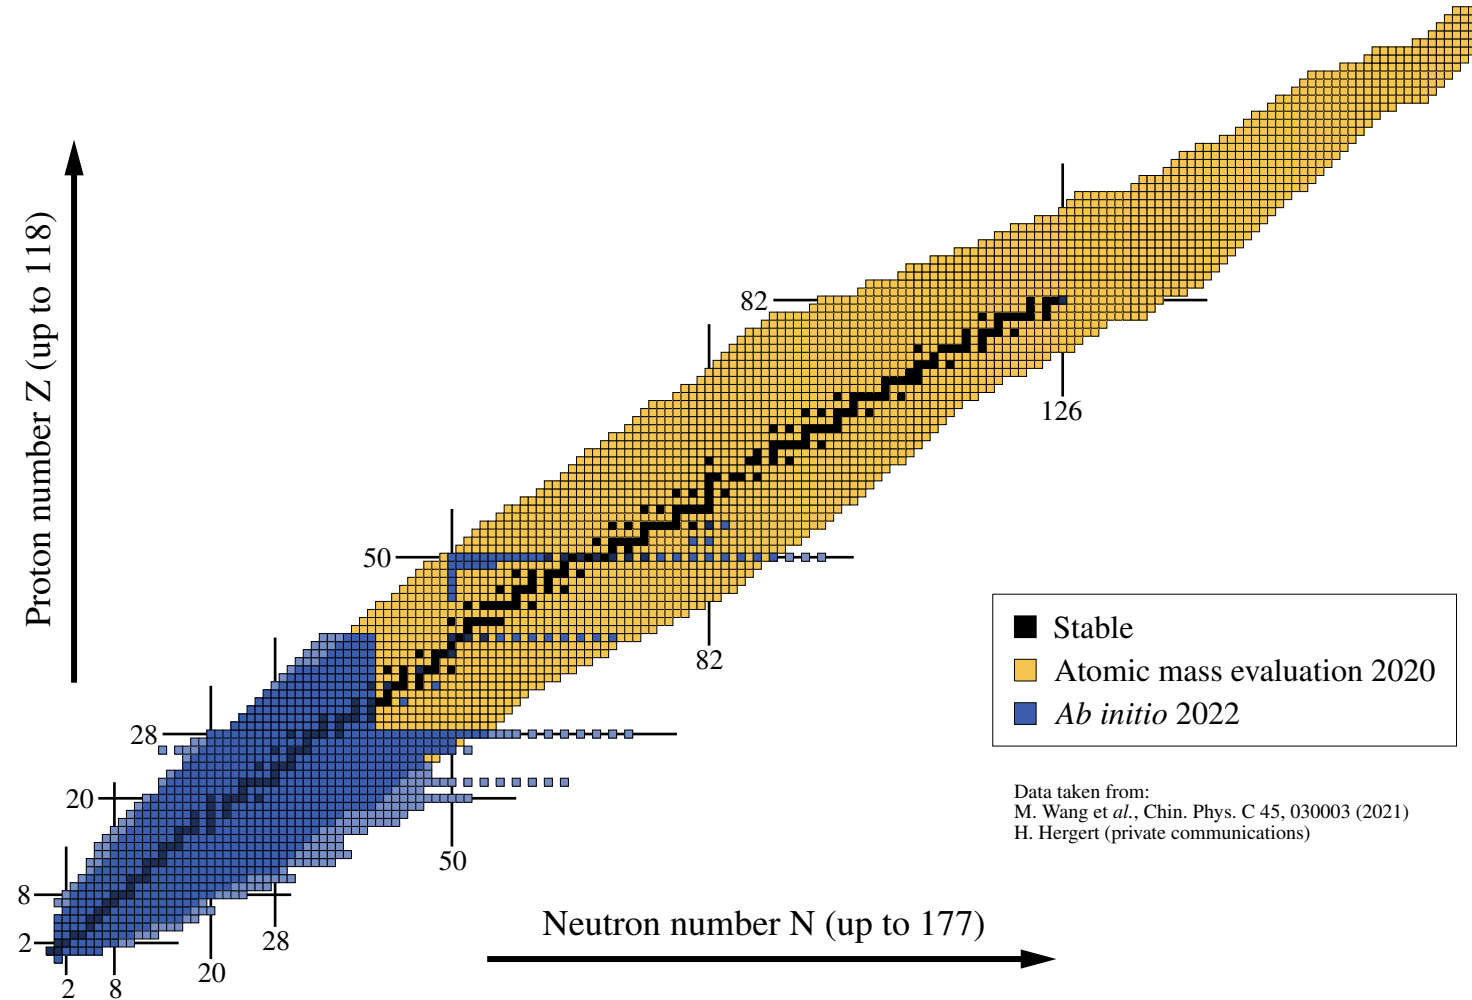 Proton number Z (up to 118)
82
126
50
82
28
20
50
8
28
2
20
2
8
Neutron number N (up to 177)
Stable
Atomic mass evaluation 2020
Ab initio 2022
Data taken from:
M. Wang et al., Chin. Phys. C 45, 030003 (2021)
H. Hergert (private communications)